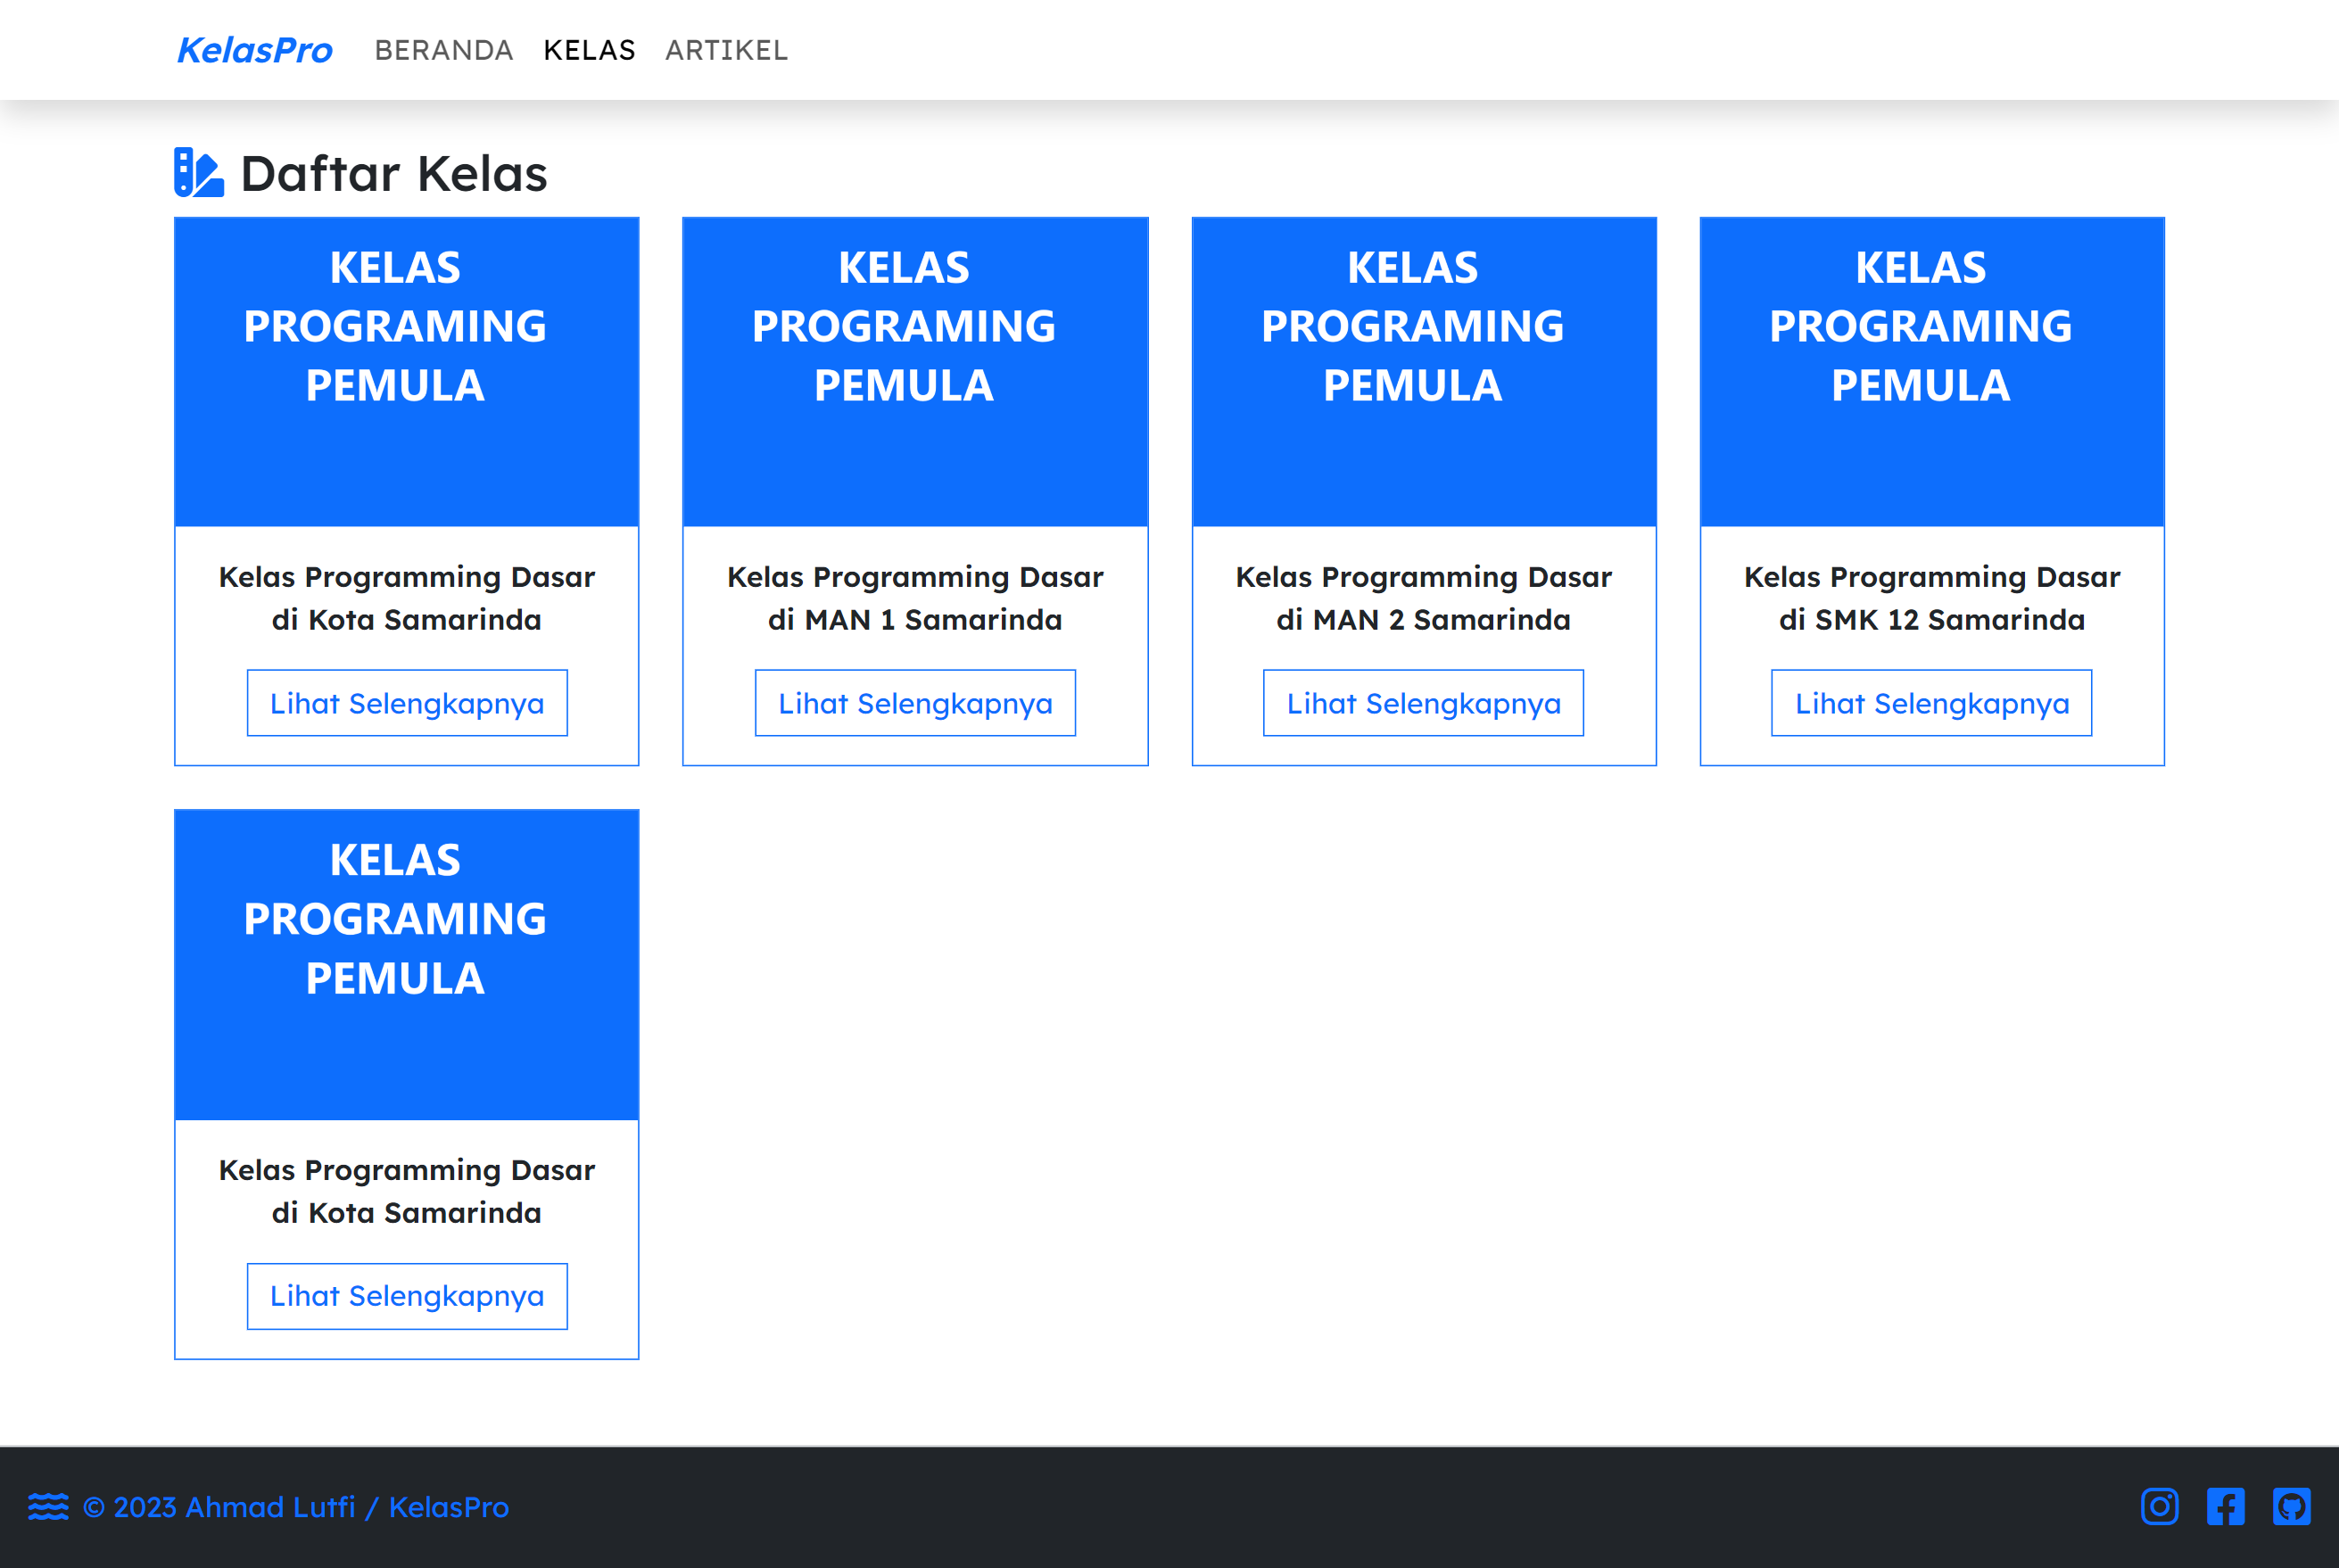 KelasPro BERANDA KELAS ARTIKEL
Daftar Kelas
KELAS
PROGRAMING
PEMULA
Kelas Programming Dasar
di Kota Samarinda
Lihat Selengkapnya
KELAS
PROGRAMING
PEMULA
Kelas Programming Dasar
di MAN 1 Samarinda
Lihat Selengkapnya
KELAS
PROGRAMING
PEMULA
Kelas Programming Dasar
di MAN 2 Samarinda
Lihat Selengkapnya
KELAS
PROGRAMING
PEMULA
Kelas Programming Dasar
di SMK 12 Samarinda
Lihat Selengkapnya
KELAS
PROGRAMING
PEMULA
Kelas Programming Dasar
di Kota Samarinda
Lihat Selengkapnya
© 2023 Ahmad Lutfi / KelasPro